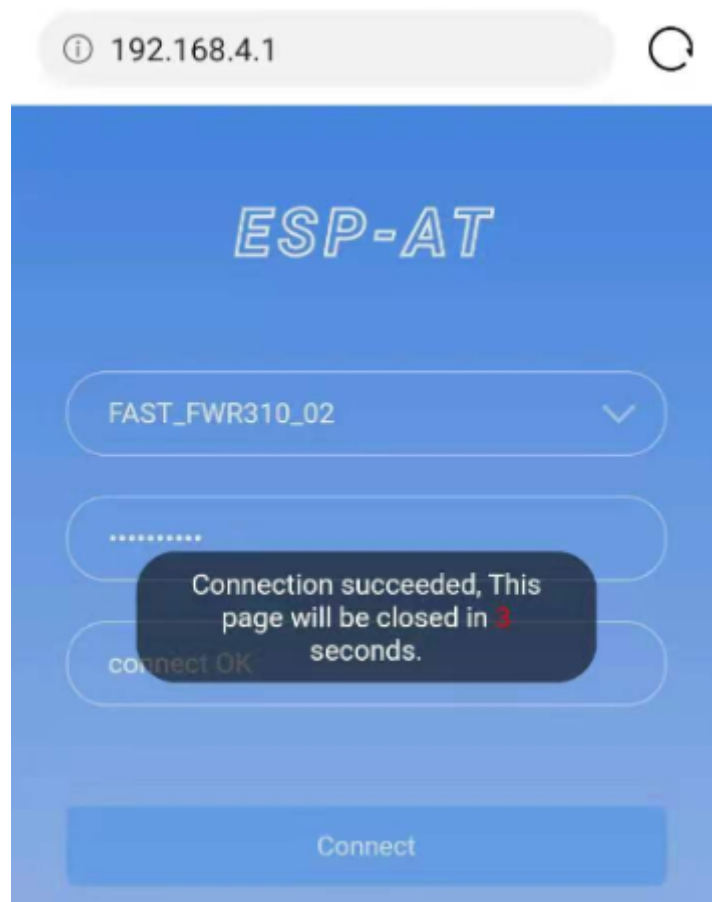 192.168.4.1
ESP-AT
FAST_FWR310_02
••••••••••
Connection succeeded, This
page will be closed in 3
seconds.
connect OK
Connect